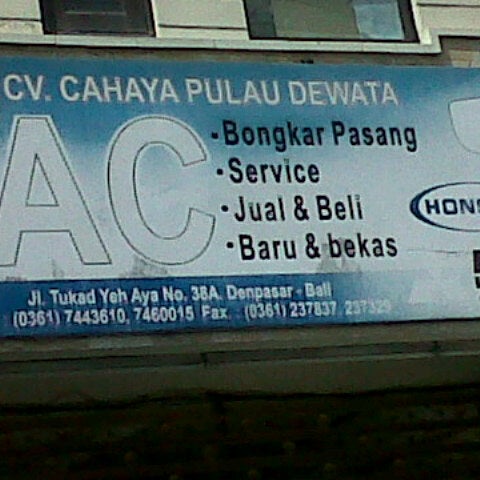 CV. CAHAYA PULAU DEWATA
AC
• Bongkar Pasang
• Service
• Jual & Beli
• Baru & bekas
HONS
Jl. Tukad Yeh Aya No. 38A. Denpasar - Bali
(0361) 7443610, 7460015 Fax. (0361) 237837